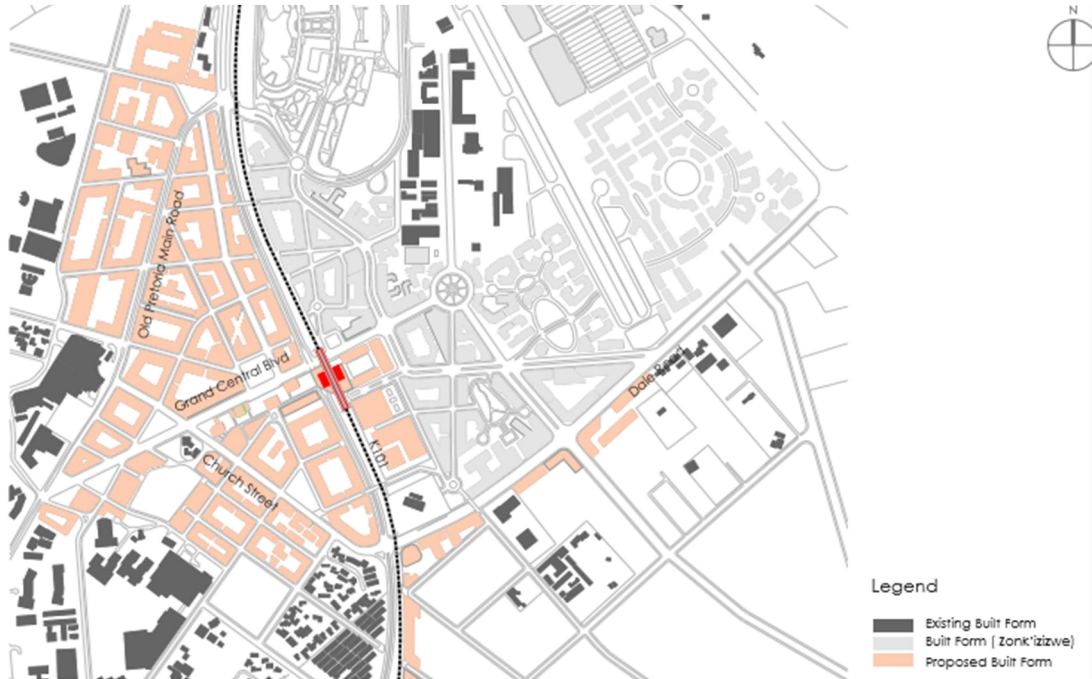 N
Old Pretoria Main Road
Grand Central Blvd
Church Street
K101
Dale Road
Legend
Existing Built Form
Built Form ( Zonk'izizwe)
Proposed Built Form